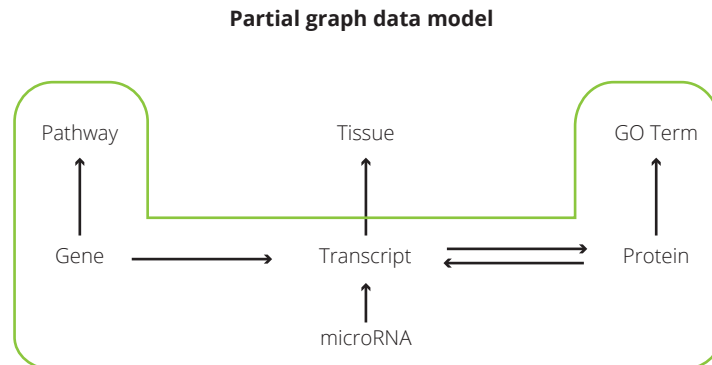 Partial graph data model
Pathway
Tissue
GO Term
Gene
Transcript
Protein
microRNA